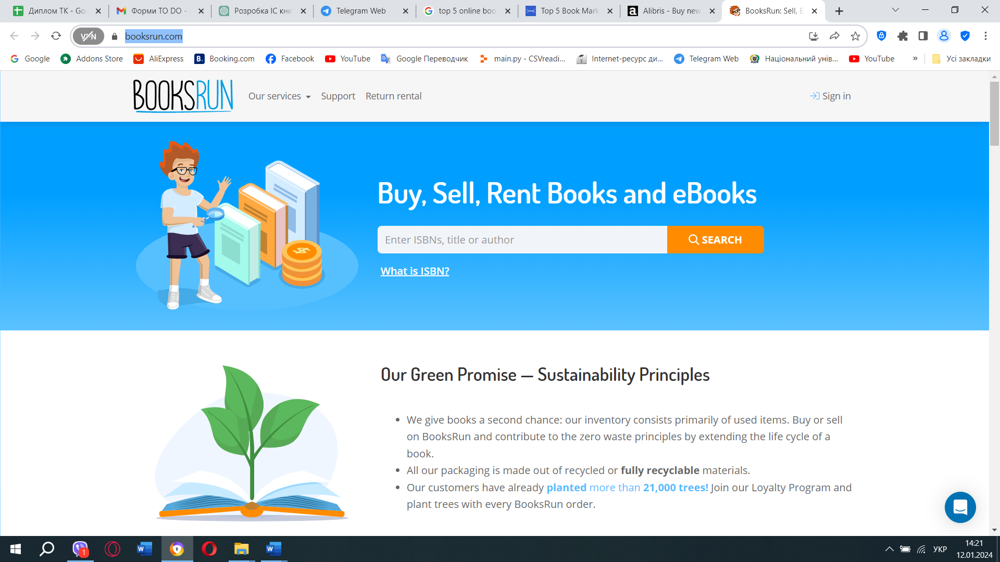 Диплом ТК - Goo
Форми TO DO -
Розробка ІС кни
Telegram Web
top 5 online boo
Top 5 Book Mark
Alibris - Buy new
BooksRun: Sell, B
VPN
booksrun.com
Google
Addons Store
AliExpress
B.
Booking.com
Facebook
YouTube
Google Переводчик
main.py - CSVreadi...
Internet-ресурс ди...
Telegram Web
Національний унів...
YouTube
»
Усі закладки
BOOKSRUN
Our services
Support
Return rental
Sign in
Buy, Sell, Rent Books and eBooks
Enter ISBNs, title or author
SEARCH
What is ISBN?
$
Our Green Promise — Sustainability Principles
• We give books a second chance: our inventory consists primarily of used items. Buy or sell
on BooksRun and contribute to the zero waste principles by extending the life cycle of a
book.
• All our packaging is made out of recycled or fully recyclable materials.
• Our customers have already planted more than 21,000 trees! Join our Loyalty Program and
plant trees with every BooksRun order.
1
W
W
УКР
14:21
12.01.2024